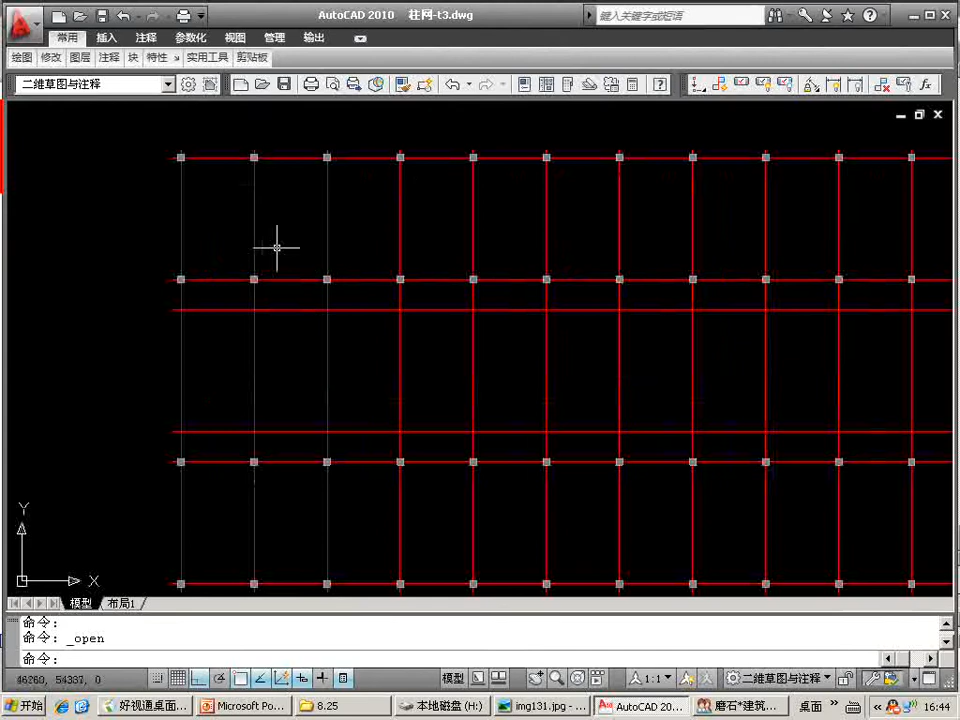 AutoCAD 2010 柱网-t3.dwg
键入关键字或短语
常用 插入 注释 参数化 视图 管理 输出
绘图 修改 图层 注释 块 特性 实用工具 剪贴板
二维草图与注释
Y
X
模型 布局1
命令:
命令: _open
命令:
46260, 54337, 0
模型
1:1
二维草图与注释
开始
好视通桌面...
Microsoft Po...
8.25
本地磁盘 (H:)
img131.jpg - ...
AutoCAD 20...
磨石*建筑...
桌面
16:44